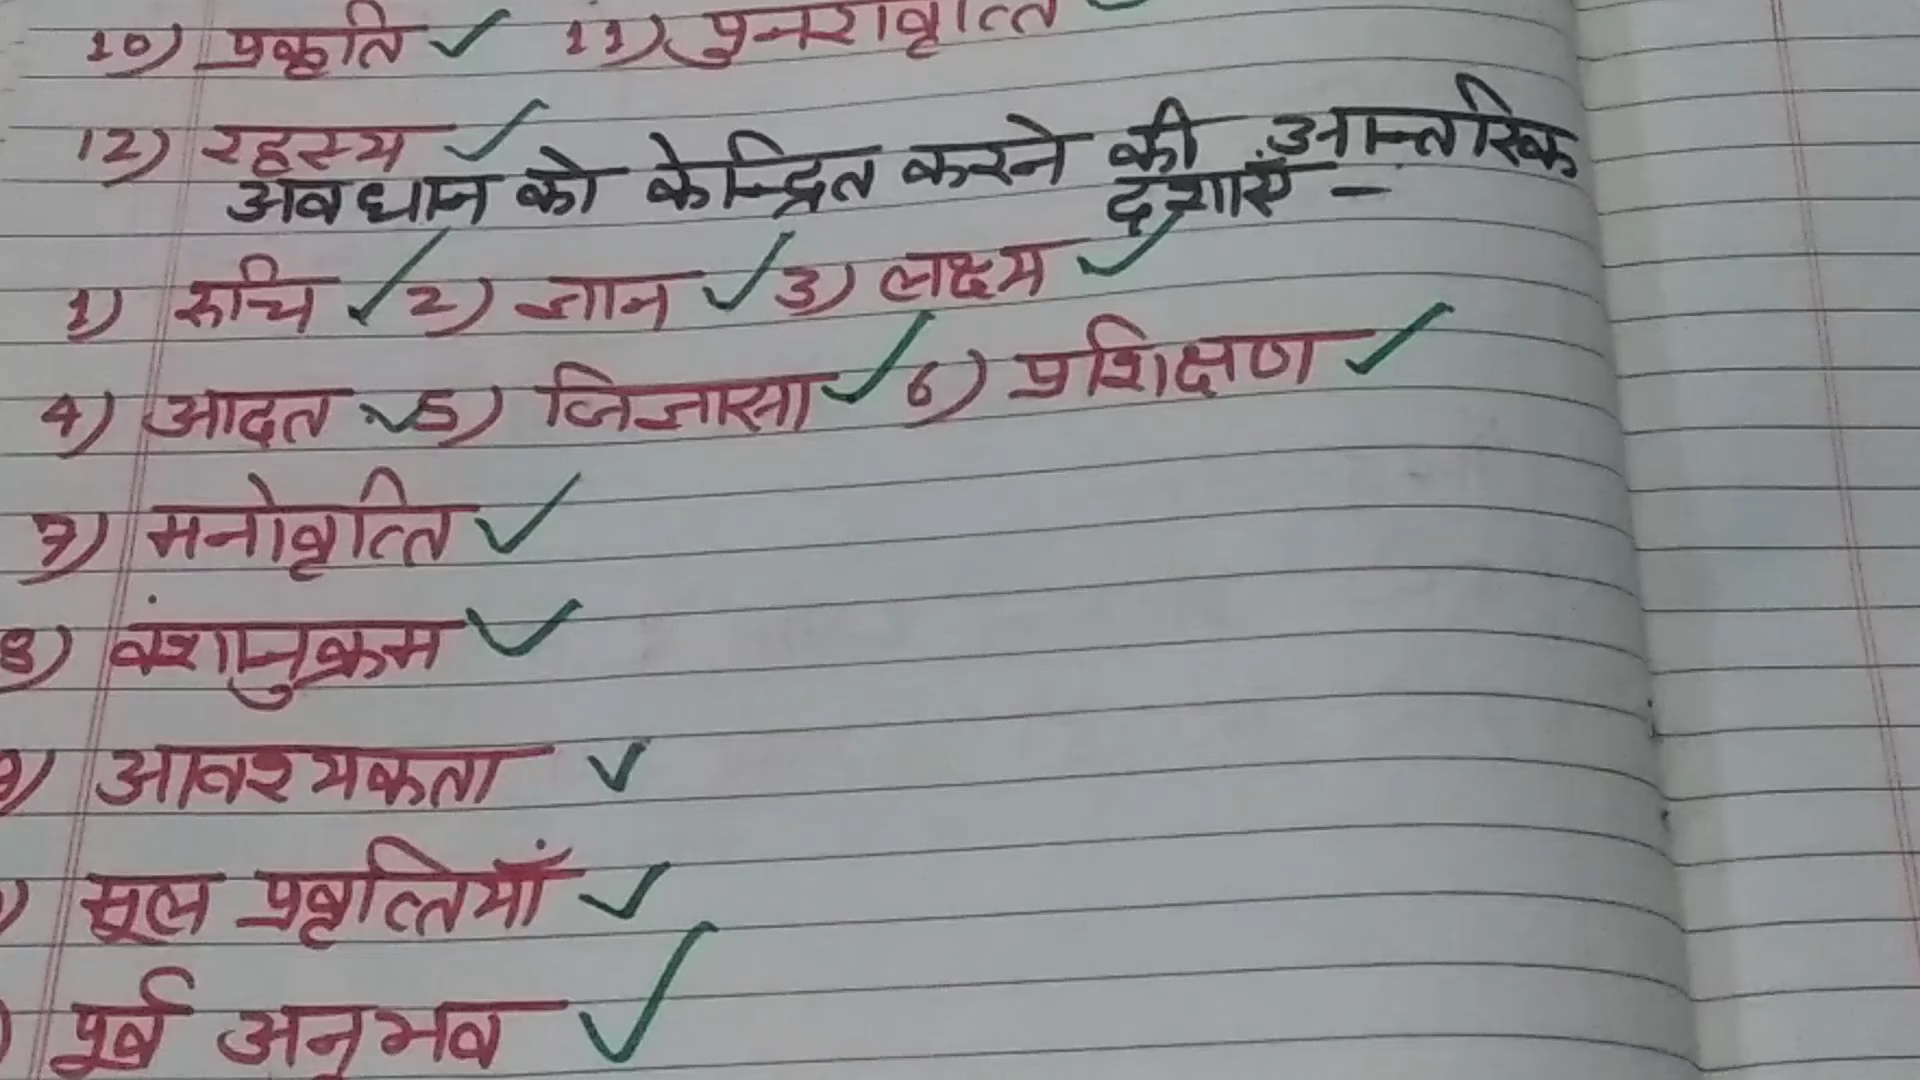 10) प्रकृति ✓ 11) पुनरावृत्ति
12) रहस्य ✓
अवधान को केन्द्रित करने की आन्तरिक
दशाएँ –
1) रुचि ✓ 2) ज्ञान ✓ 3) लक्ष्य ✓
4) आदत ✓ 5) जिज्ञासा ✓ 6) प्रशिक्षण ✓
7) मनोवृत्ति ✓
8) वंशानुक्रम ✓
9) आवश्यकता ✓
) मूल प्रवृत्तियाँ ✓
) पूर्व अनुभव ✓